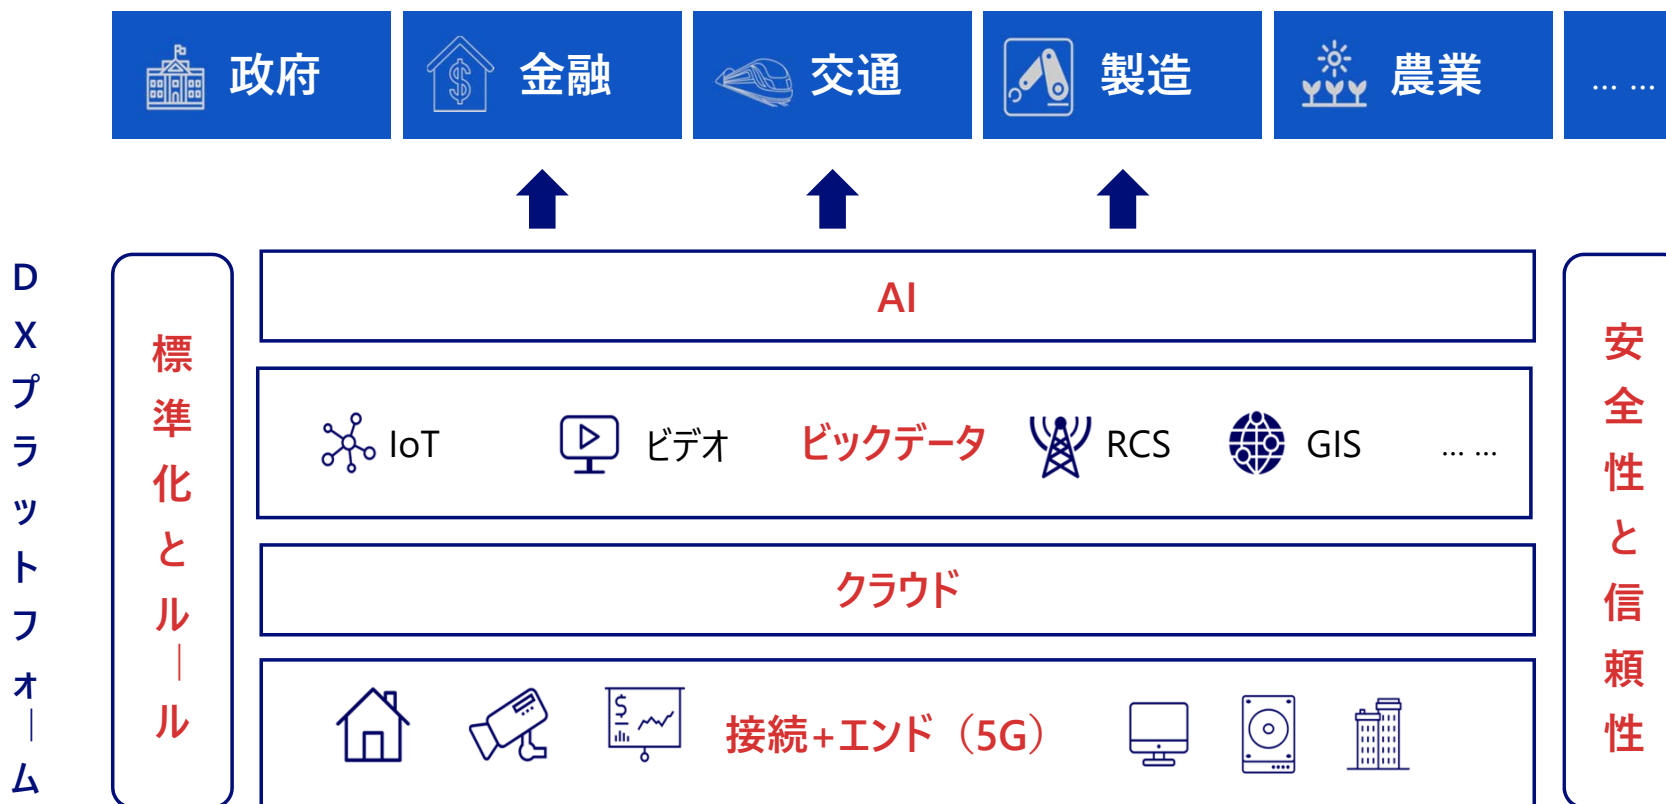 政府
金融
交通
製造
農業
... ...
DXプラットフォーム
標準化とルール
AI
IoT
ビデオ
ビックデータ
RCS
GIS
... ...
クラウド
接続+エンド（5G）
安全性と信頼性